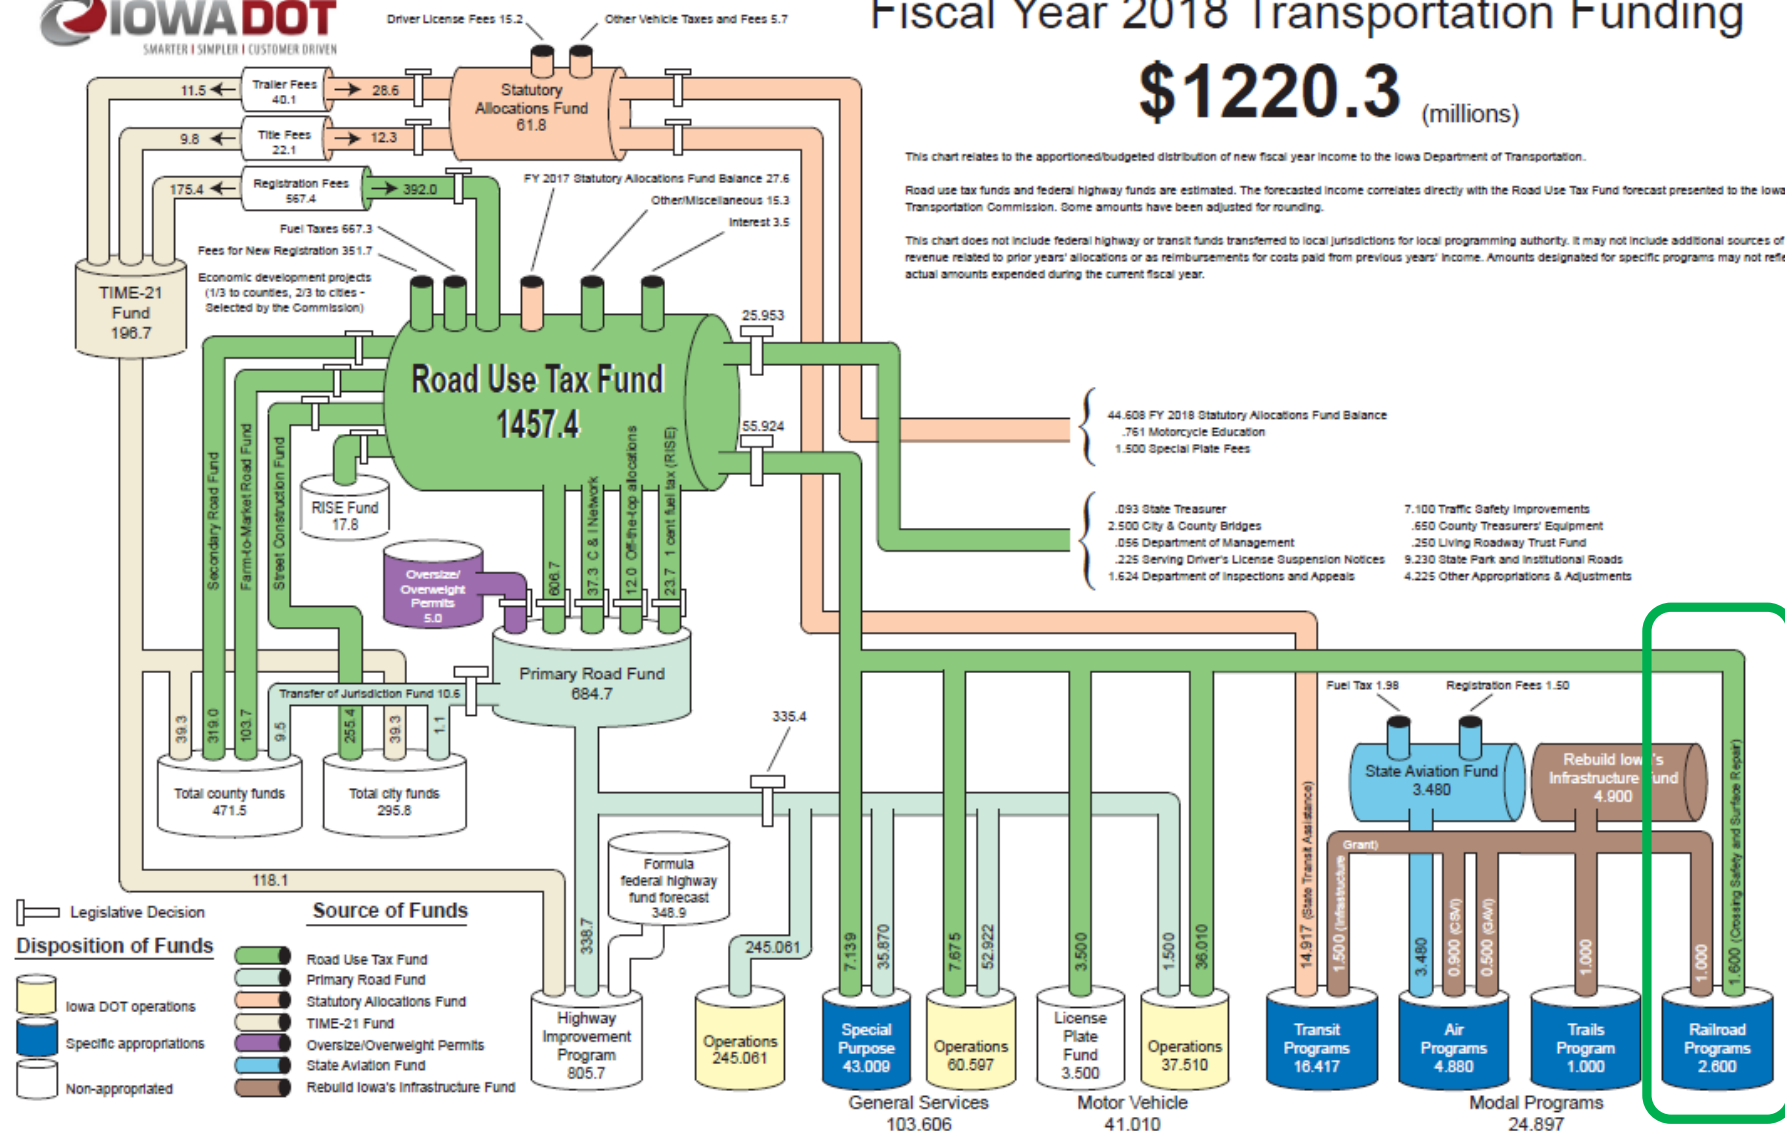 IOWADOT
SMARTER I SIMPLER I CUSTOMER DRIVEN
Fiscal Year 2018 Transportation Funding
$1220.3 (millions)
This chart relates to the apportioned/budgeted distribution of new fiscal year income to the Iowa Department of Transportation.
Road use tax funds and federal highway funds are estimated. The forecasted income correlates directly with the Road Use Tax Fund forecast presented to the Iowa
Transportation Commission. Some amounts have been adjusted for rounding.
This chart does not include federal highway or transit funds transferred to local jurisdictions for local programming authority. It may not include additional sources of
revenue related to prior years' allocations or as reimbursements for costs paid from previous years' income. Amounts designated for specific programs may not refle
actual amounts expended during the current fiscal year.
Driver License Fees 15.2
Other Vehicle Taxes and Fees 5.7
11.5
Trailer Fees
40.1
28.6
Statutory
Allocations Fund
61.8
9.8
Title Fees
22.1
12.3
175.4
Registration Fees
567.4
392.0
FY 2017 Statutory Allocations Fund Balance 27.6
Other/Miscellaneous 15.3
Interest 3.5
Fuel Taxes 667.3
Fees for New Registration 351.7
Economic development projects
(1/3 to counties, 2/3 to cities -
Selected by the Commission)
TIME-21
Fund
196.7
Road Use Tax Fund
1457.4
25.953
55.924
44.608 FY 2018 Statutory Allocations Fund Balance
.761 Motorcycle Education
1.500 Special Plate Fees
.093 State Treasurer
2.500 City & County Bridges
.056 Department of Management
.225 Serving Driver's License Suspension Notices
1.624 Department of Inspections and Appeals
7.100 Traffic Safety Improvements
.650 County Treasurers' Equipment
.250 Living Roadway Trust Fund
9.230 State Park and Institutional Roads
4.225 Other Appropriations & Adjustments
Secondary Road Fund
Farm-to-Market Road Fund
Street Construction Fund
RISE Fund
17.8
Oversize/
Overweight
Permits
5.0
606.7
37.3 C & I Network
12.0 Off-the-top allocations
23.7 1 cent fuel tax (RISE)
Primary Road Fund
684.7
Transfer of Jurisdiction Fund 10.6
39.3
319.0
103.7
9.5
255.4
39.3
1.1
Total county funds
471.5
Total city funds
295.8
335.4
118.1
Formula
federal highway
fund forecast
348.9
338.7
245.061
7.139
35.870
7.675
52.922
3.500
1.500
36.010
14.917 (State Transit Assistance)
1.500 (Infrastructure
Grant)
Fuel Tax 1.98
Registration Fees 1.50
State Aviation Fund
3.480
Rebuild Iowa's
Infrastructure Fund
4.900
3.480
0.900 (CSVI)
0.500 (GAVI)
1.000
1.000
1.600 (Crossing Safety and Surface Repair)
Highway
Improvement
Program
805.7
Operations
245.061
Special
Purpose
43.009
Operations
60.597
License
Plate
Fund
3.500
Operations
37.510
Transit
Programs
16.417
Air
Programs
4.880
Trails
Program
1.000
Railroad
Programs
2.600
General Services
103.606
Motor Vehicle
41.010
Modal Programs
24.897
Legislative Decision
Disposition of Funds
Iowa DOT operations
Specific appropriations
Non-appropriated
Source of Funds
Road Use Tax Fund
Primary Road Fund
Statutory Allocations Fund
TIME-21 Fund
Oversize/Overweight Permits
State Aviation Fund
Rebuild Iowa's Infrastructure Fund